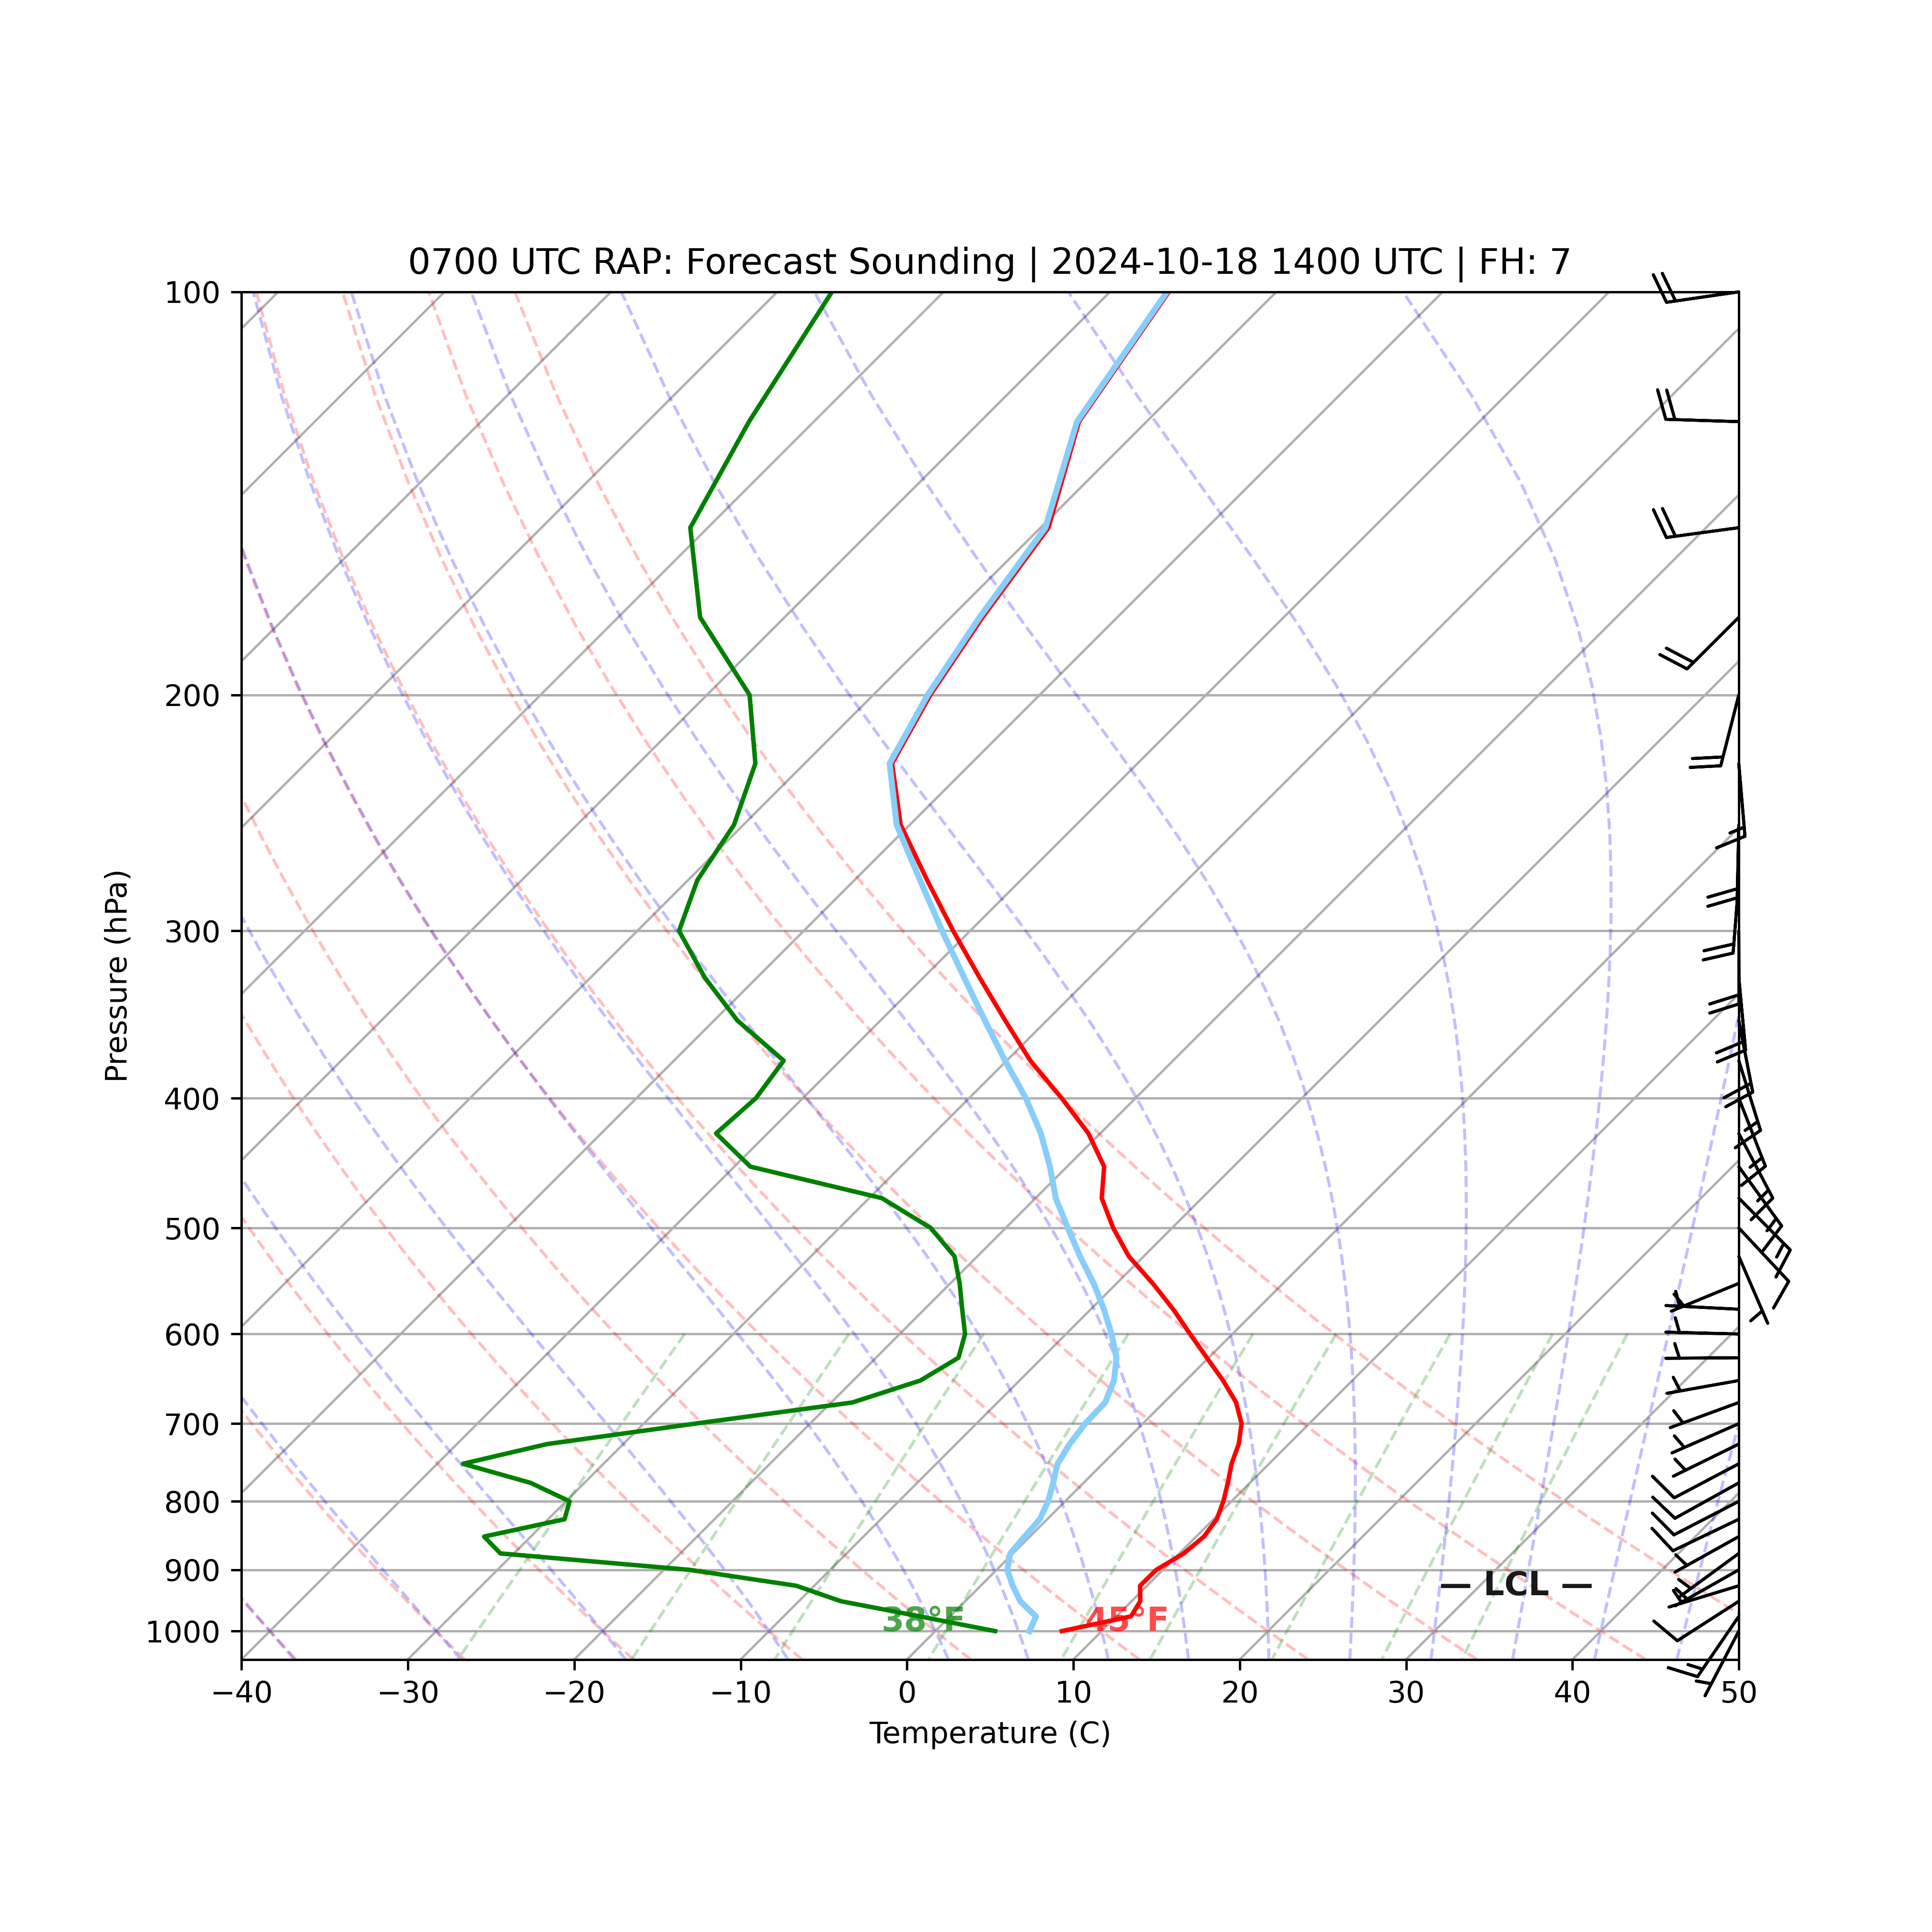 0700 UTC RAP: Forecast Sounding | 2024-10-18 1400 UTC | FH: 7
100
200
300
400
500
600
700
800
900
1000
Pressure (hPa)
— LCL —
38°F
45°F
−40 −30 −20 −10 0 10 20 30 40 50
Temperature (C)